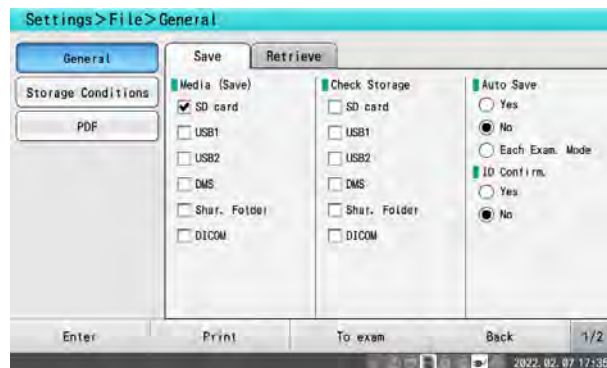 Settings>File>General
General
Storage Conditions
PDF
Save
Retrieve
Media (Save)
SD card
USB1
USB2
DMS
Shar. Folder
DICOM
Check Storage
SD card
USB1
USB2
DMS
Shar. Folder
DICOM
Auto Save
Yes
No
Each Exam. Mode
ID Confirm.
Yes
No
Enter
Print
To exam
Back
1/2
2022.02.07 17:35